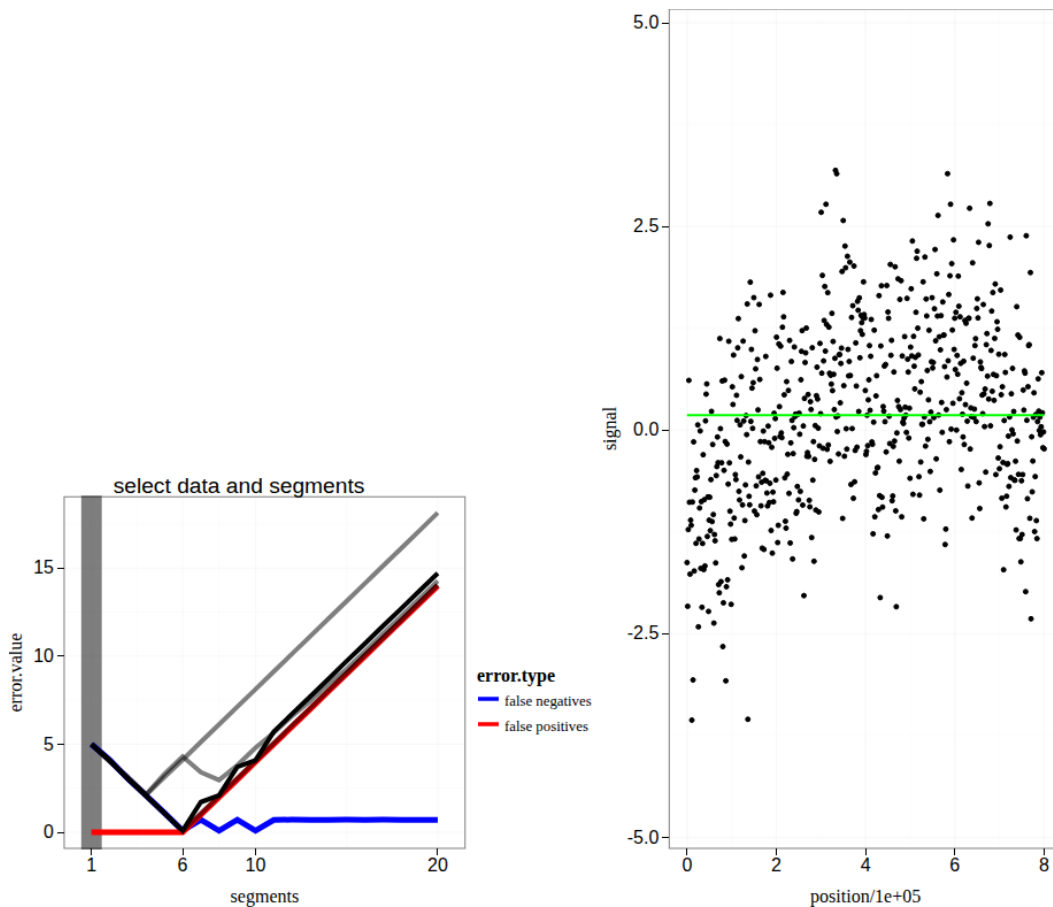 select data and segments
error.value
15
10
5
0
1
6
10
20
segments
error.type
false negatives
false positives
signal
5.0
2.5
0.0
-2.5
-5.0
0
2
4
6
8
position/1e+05